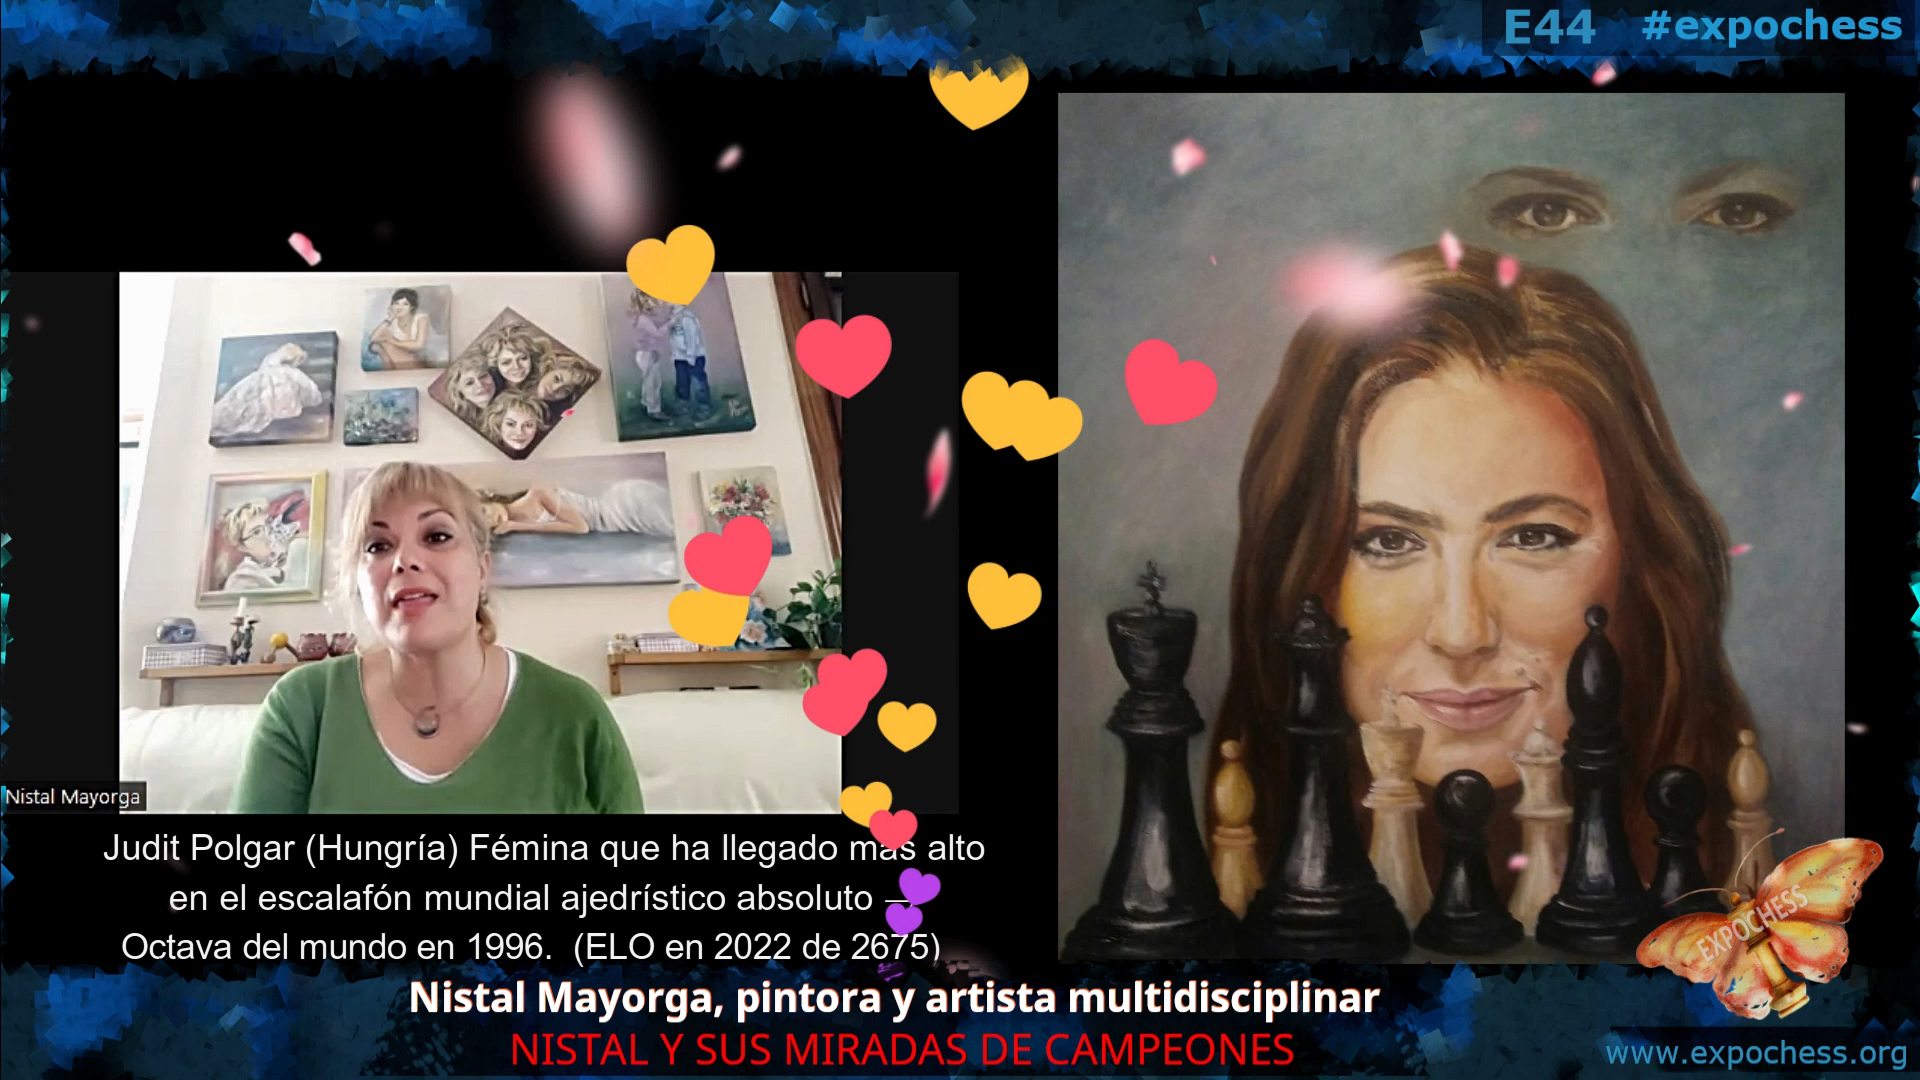 E44 #expochess
Nistal Mayorga
Judit Polgar (Hungría) Fémina que ha llegado más alto
en el escalafón mundial ajedrístico absoluto —
Octava del mundo en 1996. (ELO en 2022 de 2675)
EXPOCHESS
Nistal Mayorga, pintora y artista multidisciplinar
NISTAL Y SUS MIRADAS DE CAMPEONES
www.expochess.org